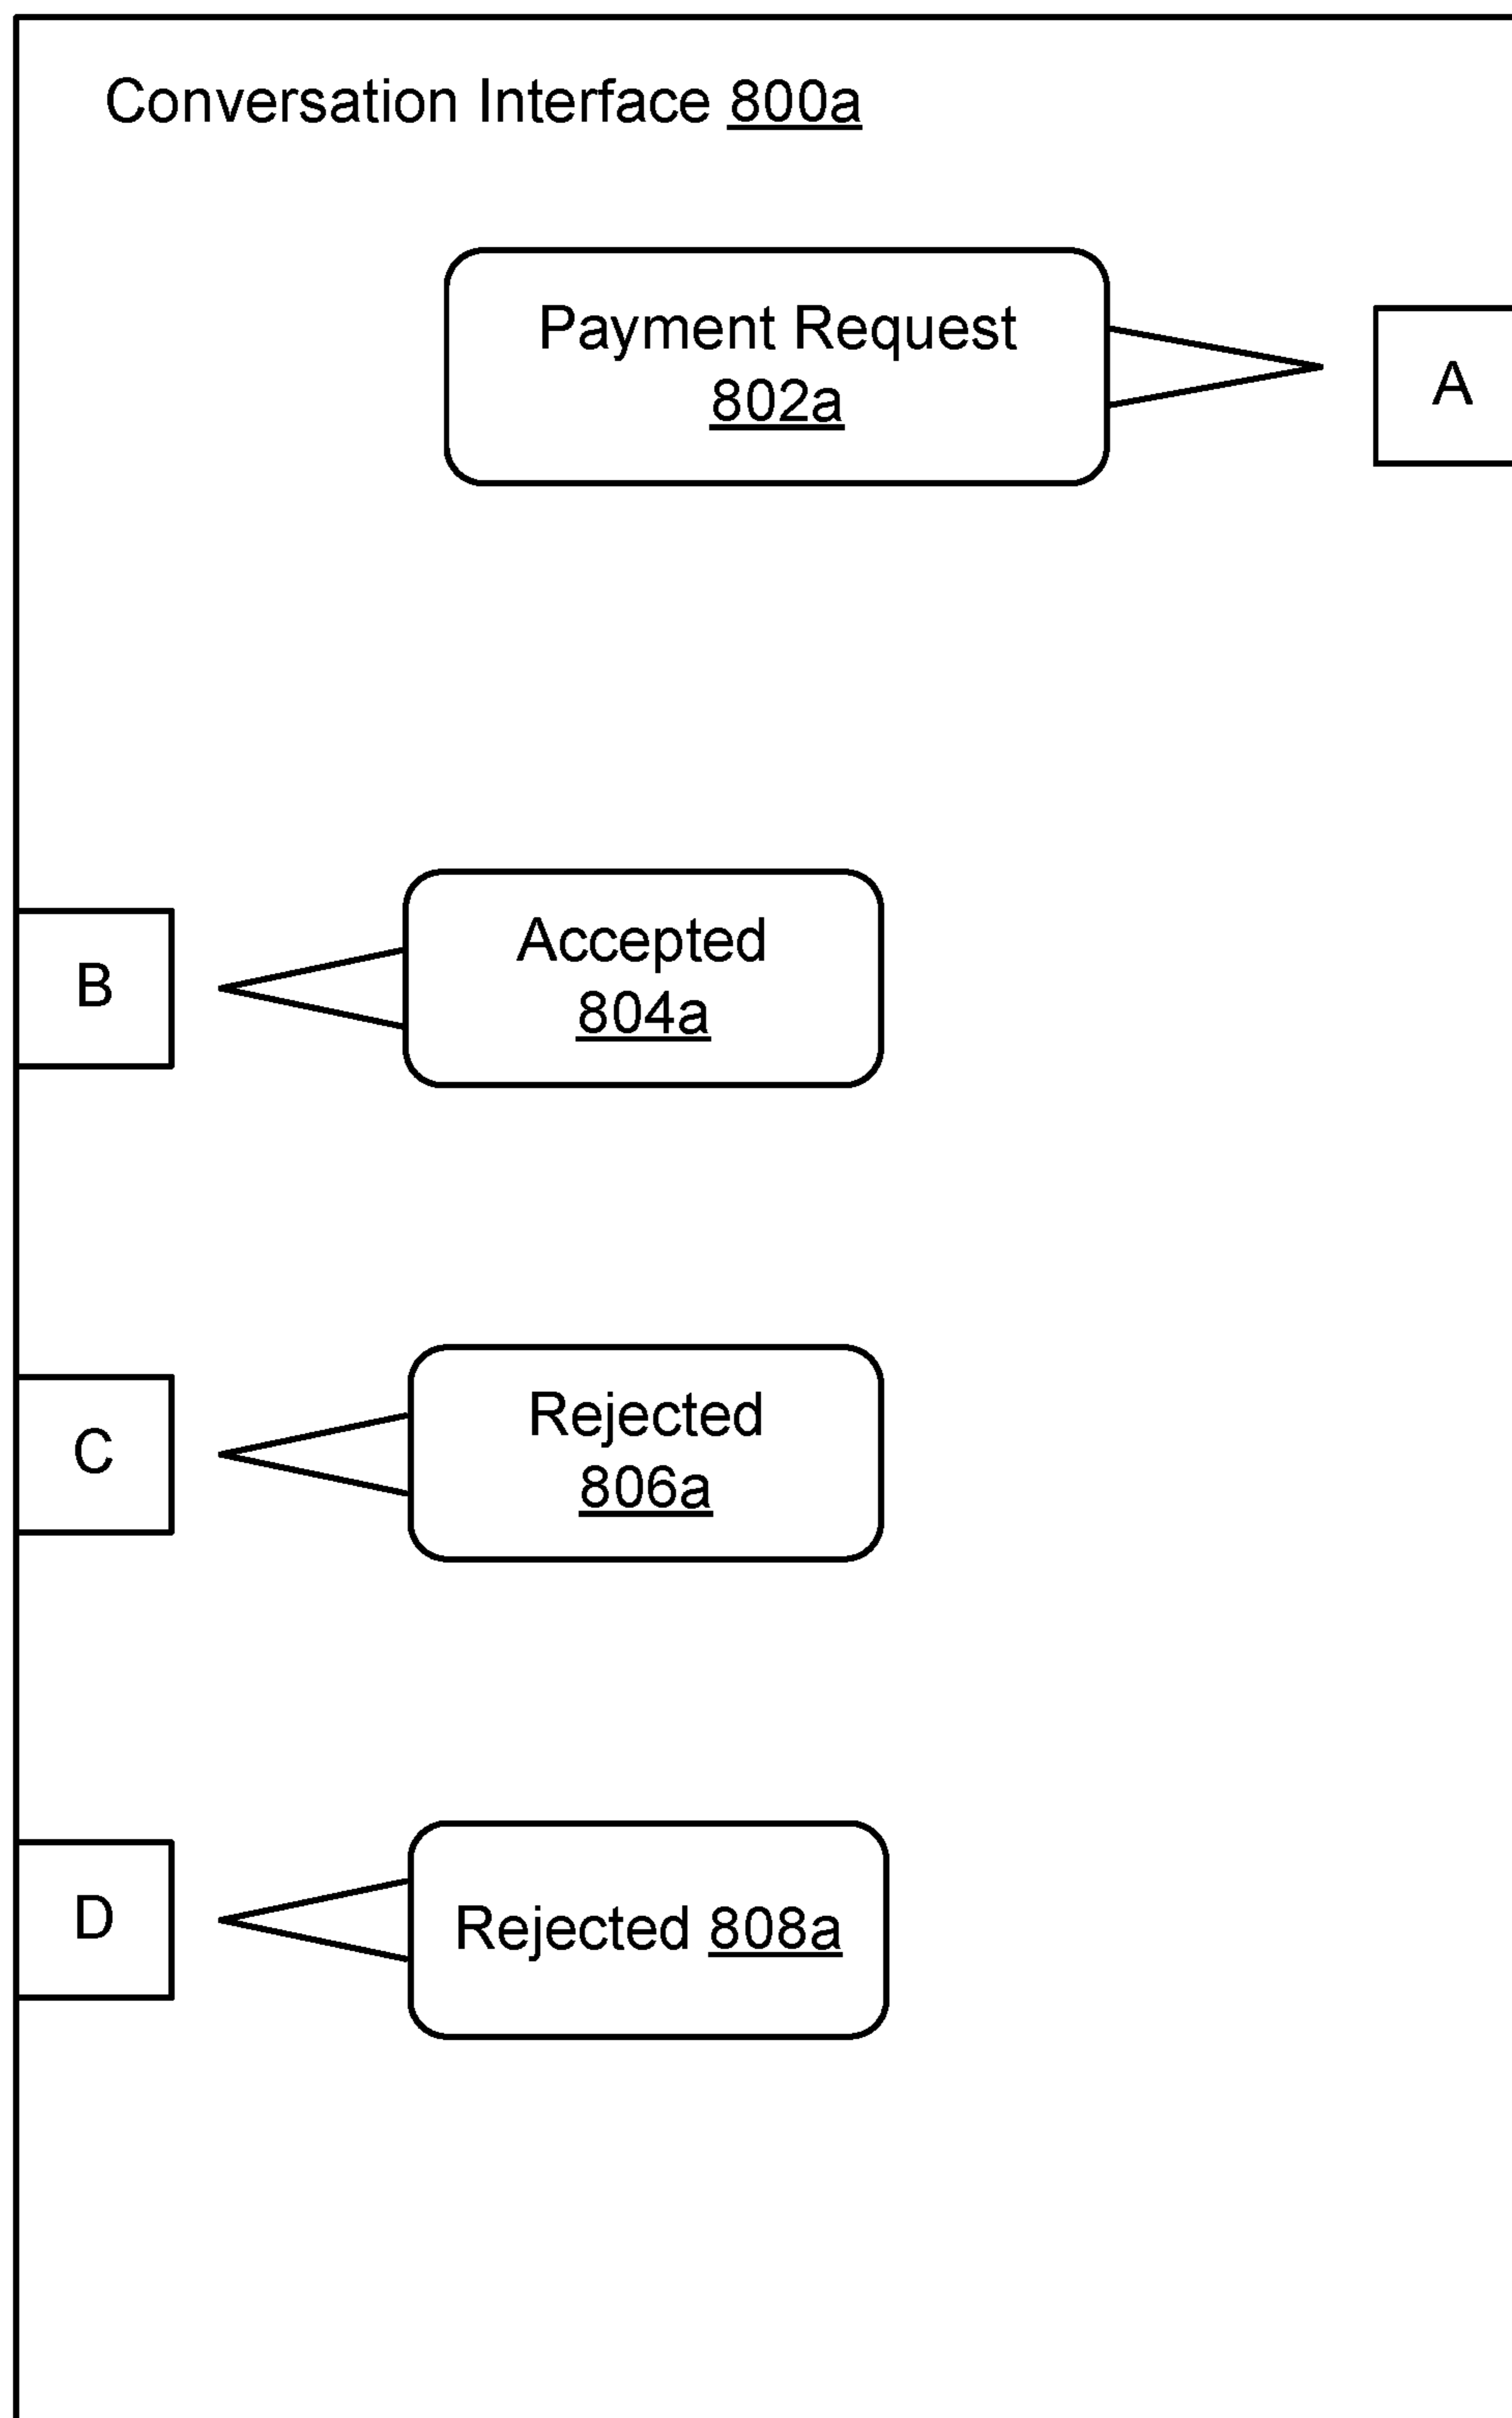 Conversation Interface 800a
Payment Request
802a
A
B
Accepted
804a
C
Rejected
806a
D
Rejected 808a